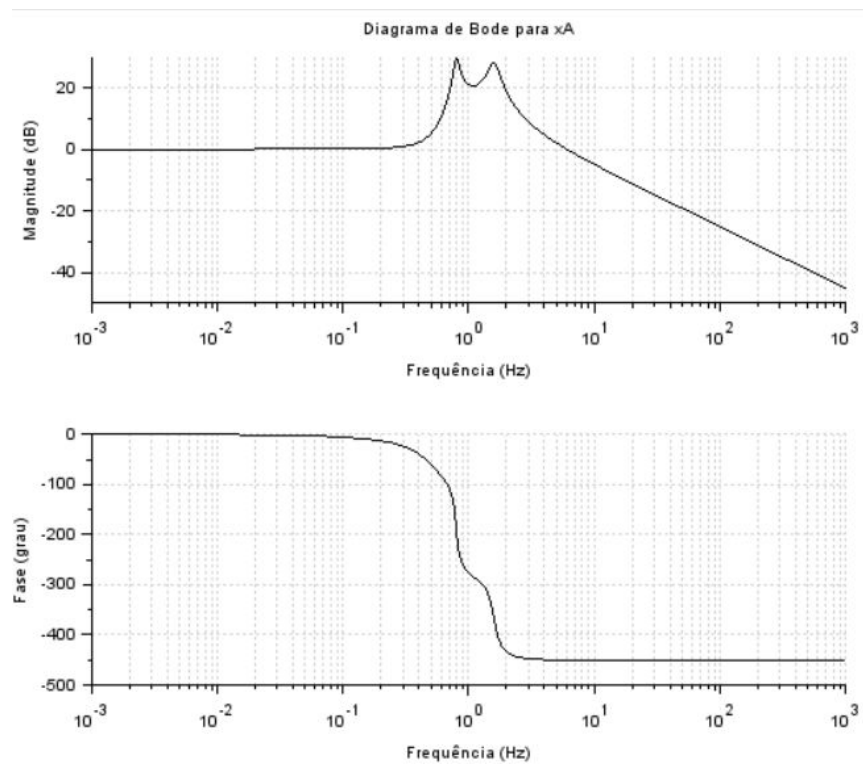 Diagrama de Bode para xA
Magnitude (dB)
20
0
-20
-40
10^-3 10^-2 10^-1 10^0 10^1 10^2 10^3
Frequência (Hz)
Fase (grau)
0
-100
-200
-300
-400
-500
10^-3 10^-2 10^-1 10^0 10^1 10^2 10^3
Frequência (Hz)